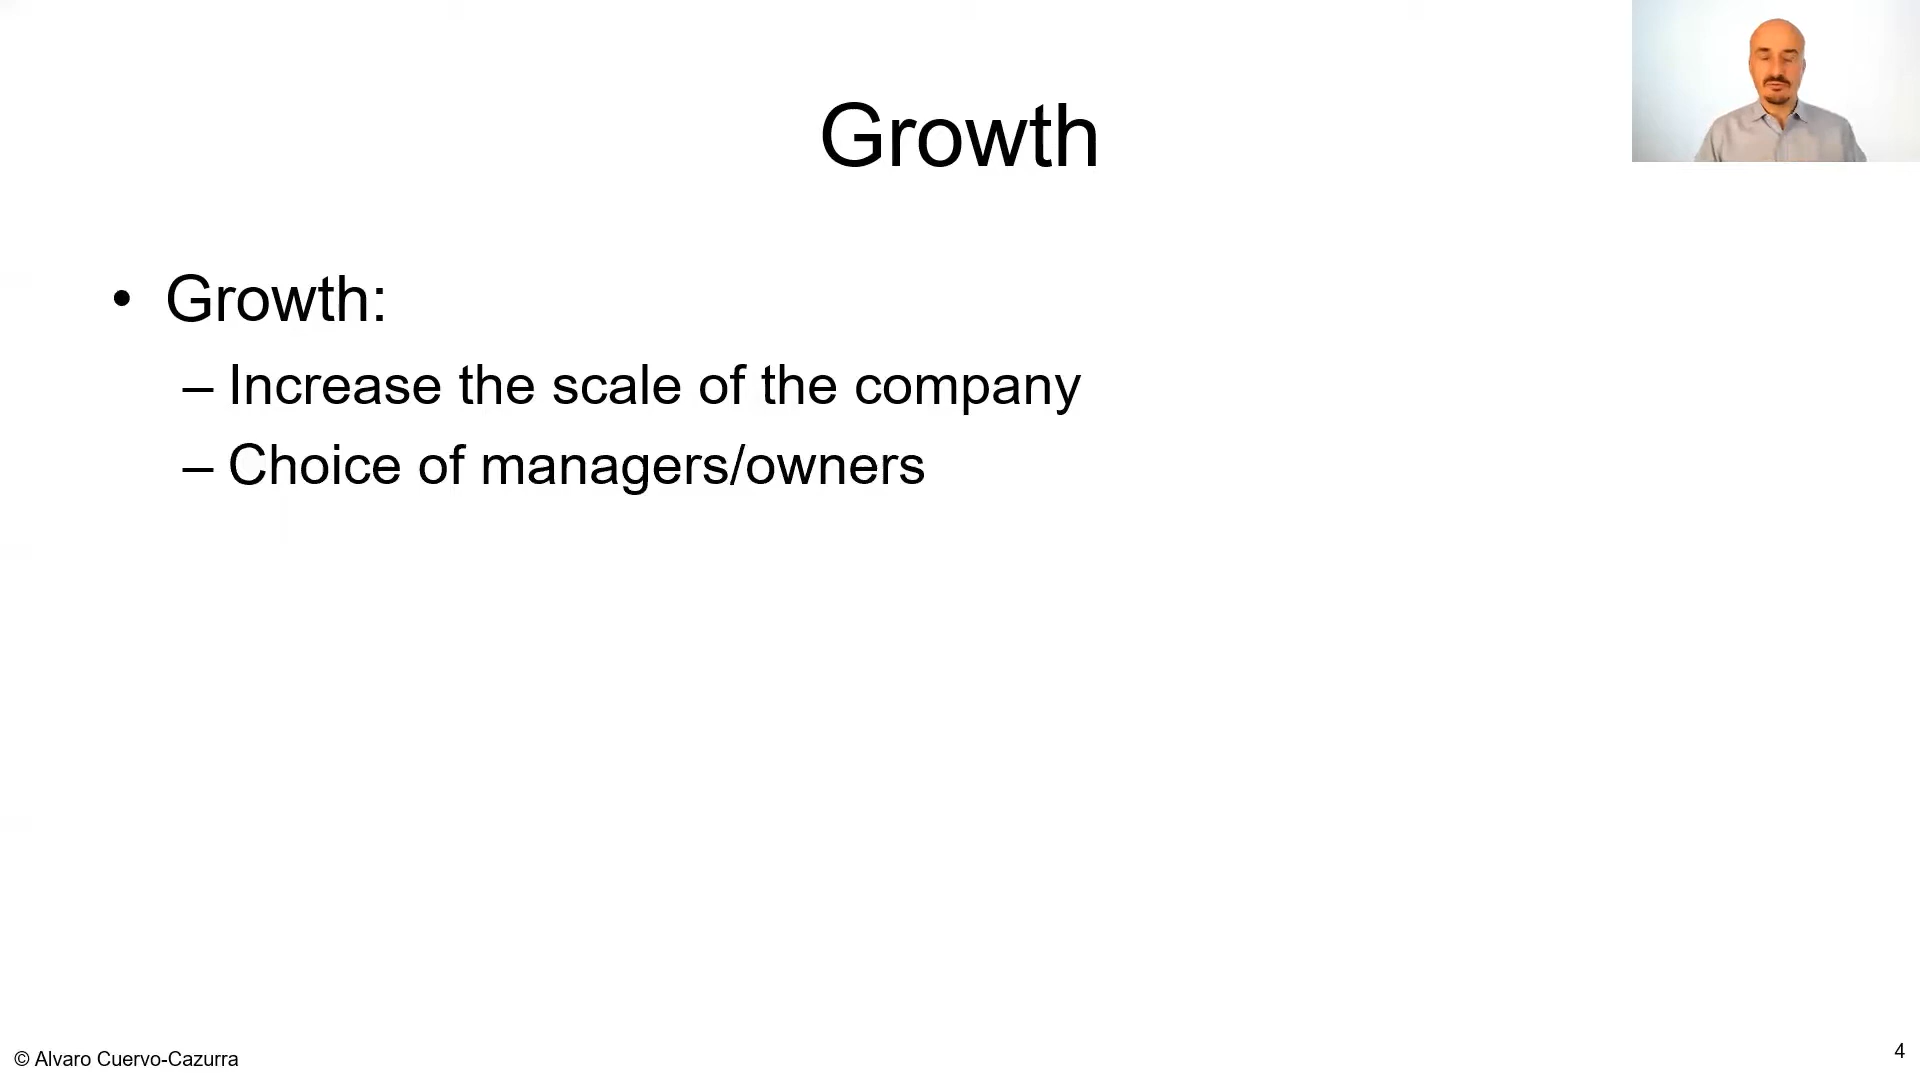 Growth
• Growth:
– Increase the scale of the company
– Choice of managers/owners
© Alvaro Cuervo-Cazurra
4